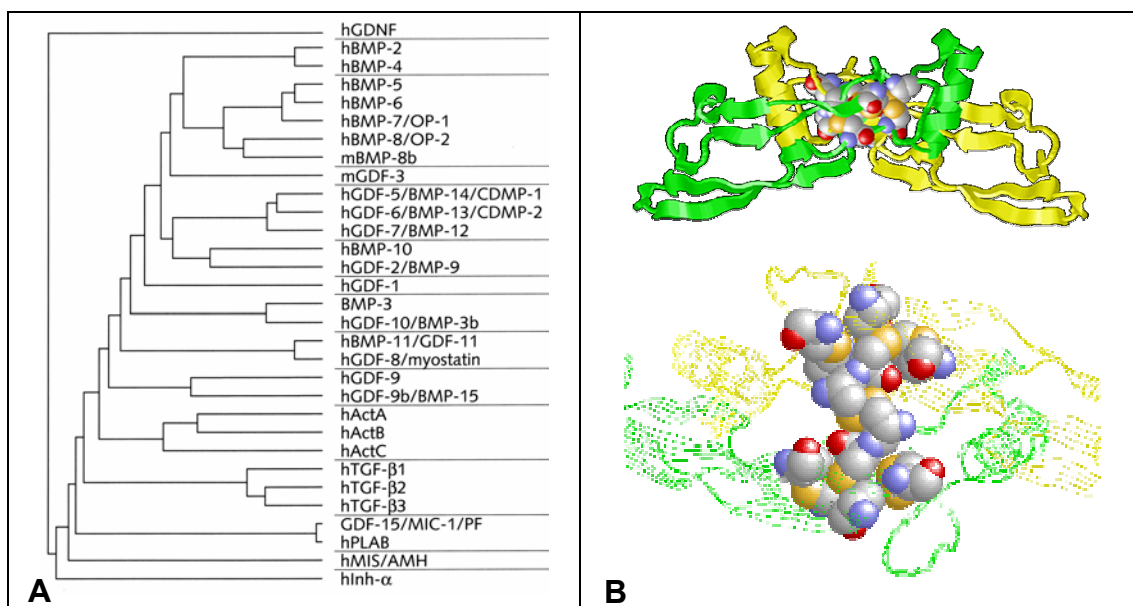 hGDNF
hBMP-2
hBMP-4
hBMP-5
hBMP-6
hBMP-7/OP-1
hBMP-8/OP-2
mBMP-8b
mGDF-3
hGDF-5/BMP-14/CDMP-1
hGDF-6/BMP-13/CDMP-2
hGDF-7/BMP-12
hBMP-10
hGDF-2/BMP-9
hGDF-1
BMP-3
hGDF-10/BMP-3b
hBMP-11/GDF-11
hGDF-8/myostatin
hGDF-9
hGDF-9b/BMP-15
hActA
hActB
hActC
hTGF-β1
hTGF-β2
hTGF-β3
GDF-15/MIC-1/PF
hPLAB
hMIS/AMH
hInh-α
A
B